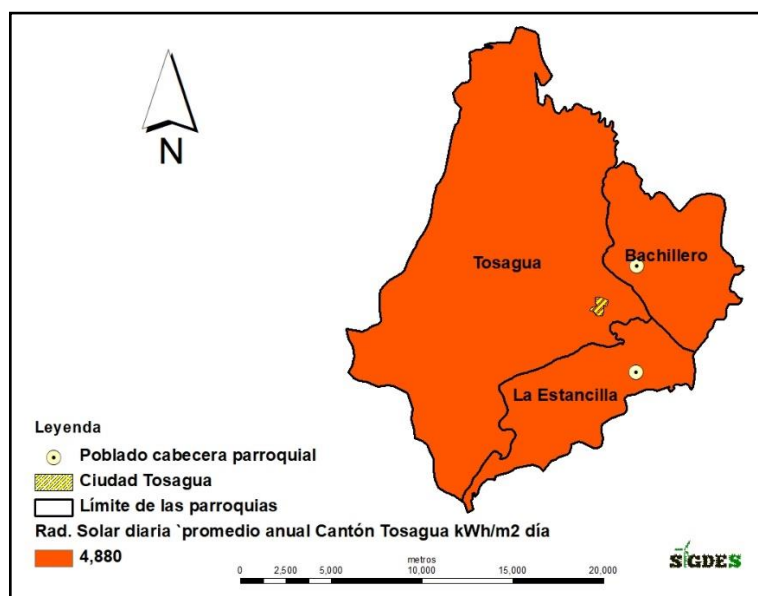 N
Tosagua
Bachillero
La Estancilla
Leyenda
Poblado cabecera parroquial
Ciudad Tosagua
Límite de las parroquias
Rad. Solar diaria `promedio anual Cantón Tosagua kWh/m2 día
4,880
metros
0 2,500 5,000 10,000 15,000 20,000
SIGDES